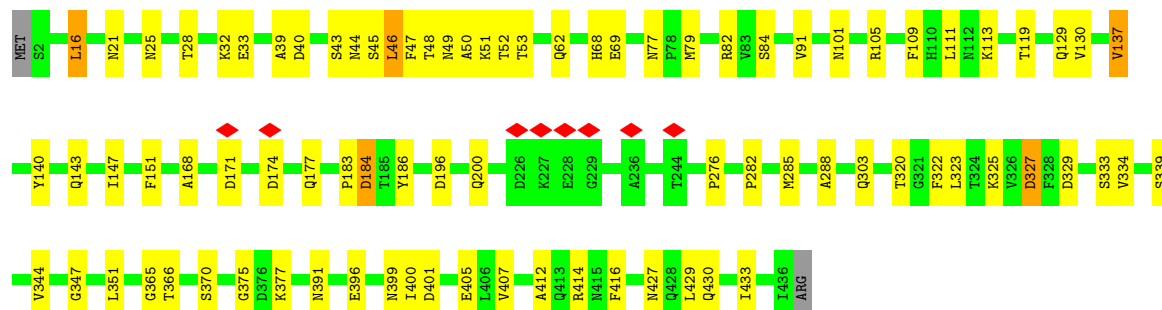 MET S2 L16 N21 N25 T28 K32 E33 A39 D40 S43 N44 S45 L46 F47 T48 N49 A50 K51 T52 T53 Q62 H68 E69 N77 P78 M79 R82 V83 S84 V91 N101 R105 F109 H110 L111 N112 K113 T119 Q129 V130 V137
Y140 Q143 I147 F151 A168 D171 D174 Q177 P183 D184 T185 Y186 D196 Q200 D226 K227 E228 G229 A236 T244 P276 P282 M285 A288 Q303 T320 G321 F322 L323 T324 K325 V326 D327 F328 D329 S333 V334 S339
V344 G347 L351 G365 T366 S370 G375 D376 K377 N391 E396 N399 I400 D401 E405 L406 V407 A412 Q413 R414 N415 F416 N427 Q428 L429 Q430 I433 I436 ARG